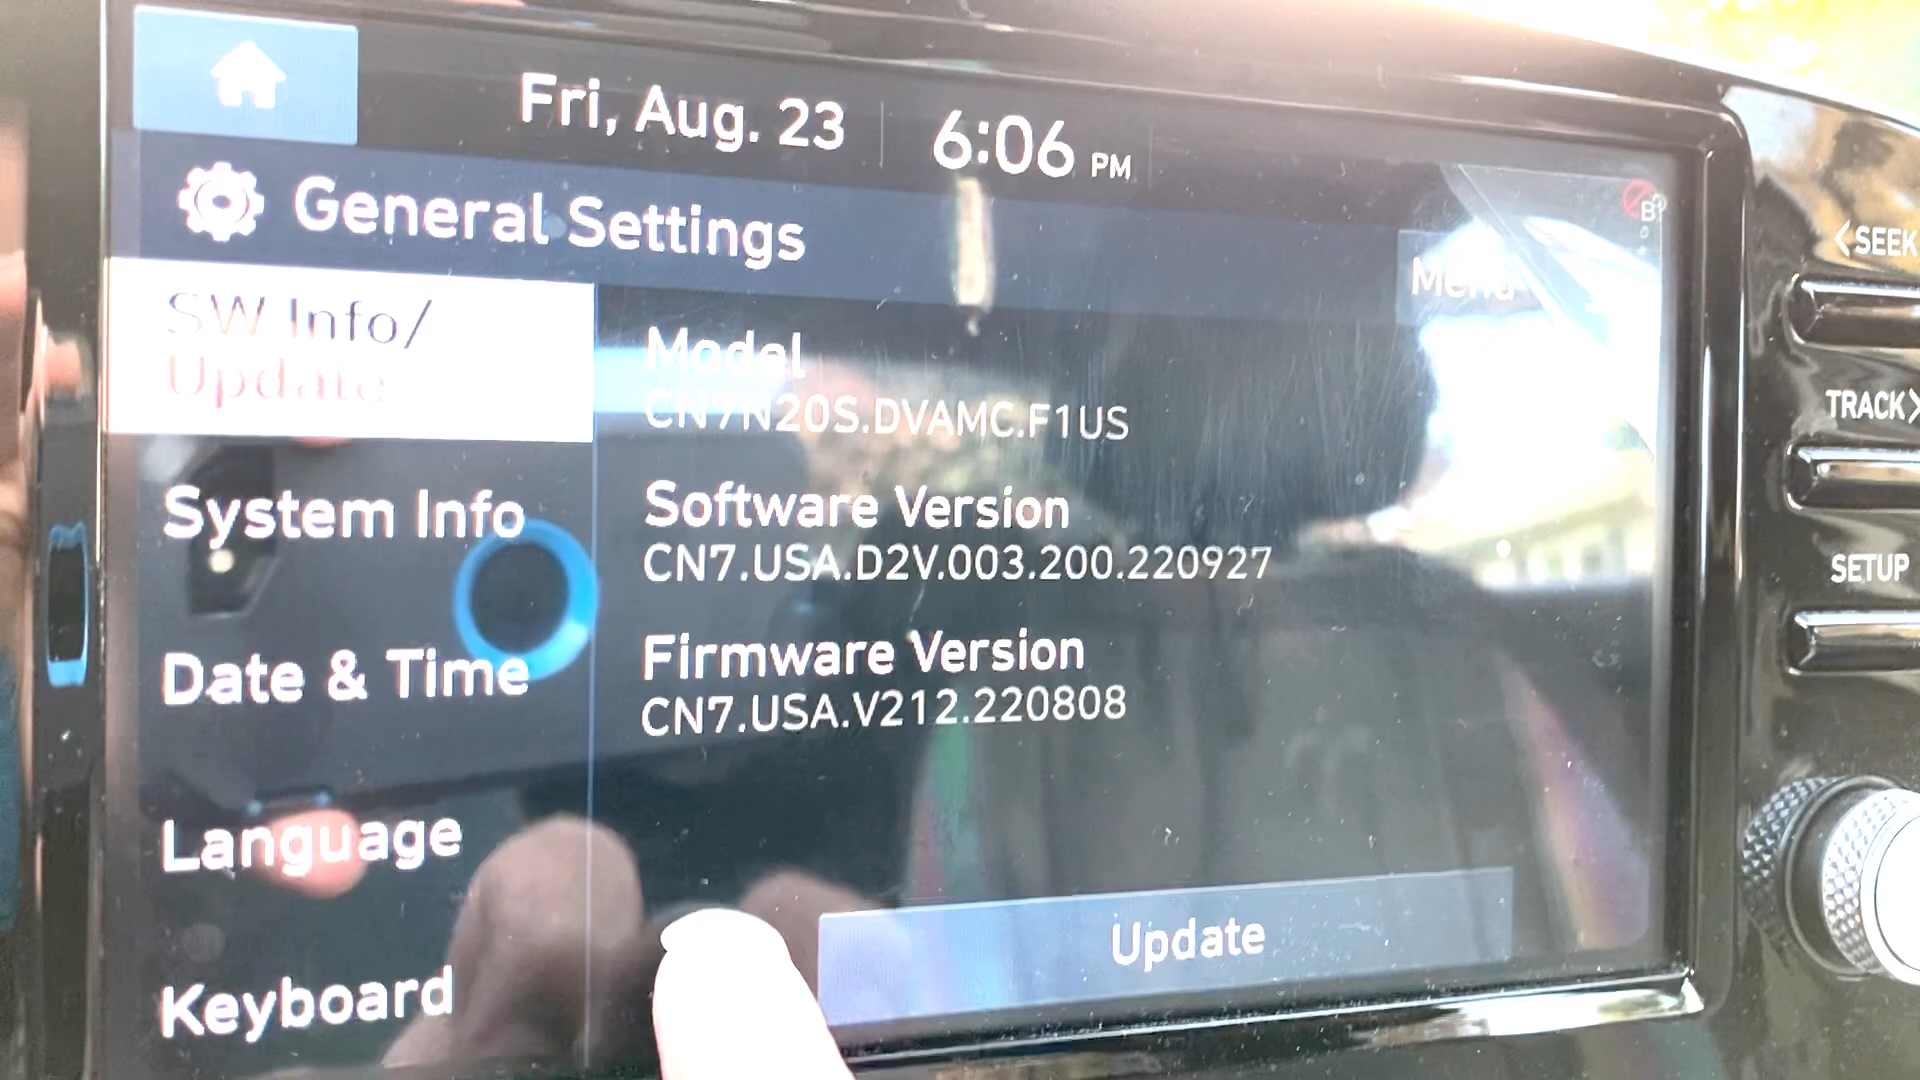 Fri, Aug. 23 6:06 PM
General Settings
Menu
SW Info/
Update
System Info
Date & Time
Language
Keyboard
Model
CN7N20S.DVAMC.F1US
Software Version
CN7.USA.D2V.003.200.220927
Firmware Version
CN7.USA.V212.220808
Update
<SEEK
TRACK>
SETUP